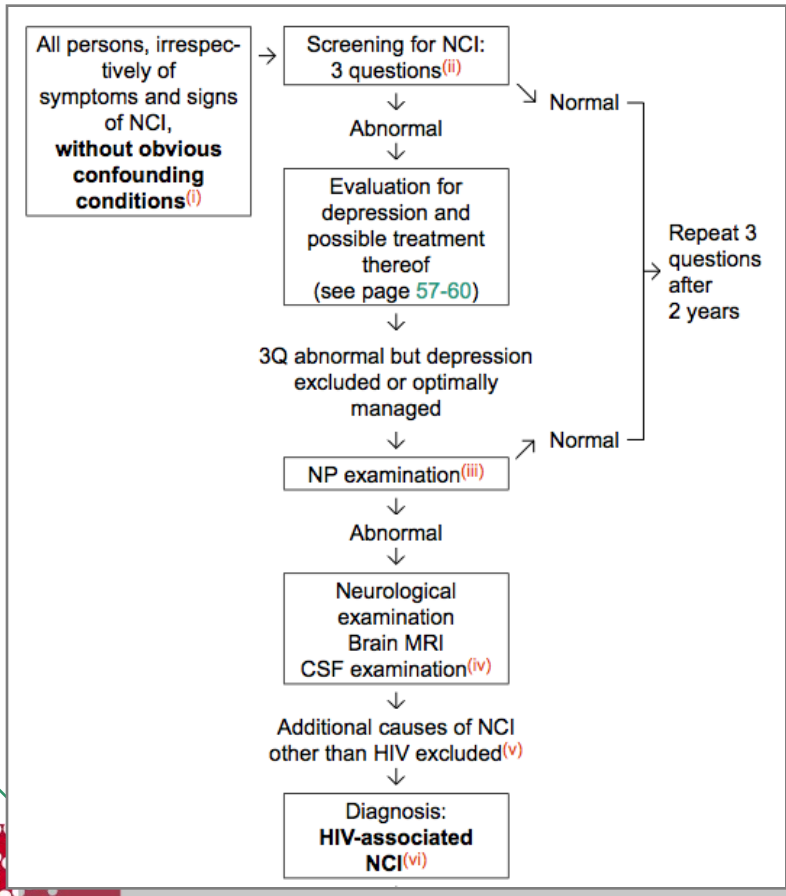 All persons, irrespec-
tively of
symptoms and signs
of NCI,
without obvious
confounding
conditions(i)
Screening for NCI:
3 questions(ii)
Normal
Abnormal
Evaluation for
depression and
possible treatment
thereof
(see page 57-60)
Repeat 3
questions
after
2 years
3Q abnormal but depression
excluded or optimally
managed
Normal
NP examination(iii)
Abnormal
Neurological
examination
Brain MRI
CSF examination(iv)
Additional causes of NCI
other than HIV excluded(v)
Diagnosis:
HIV-associated
NCI(vi)